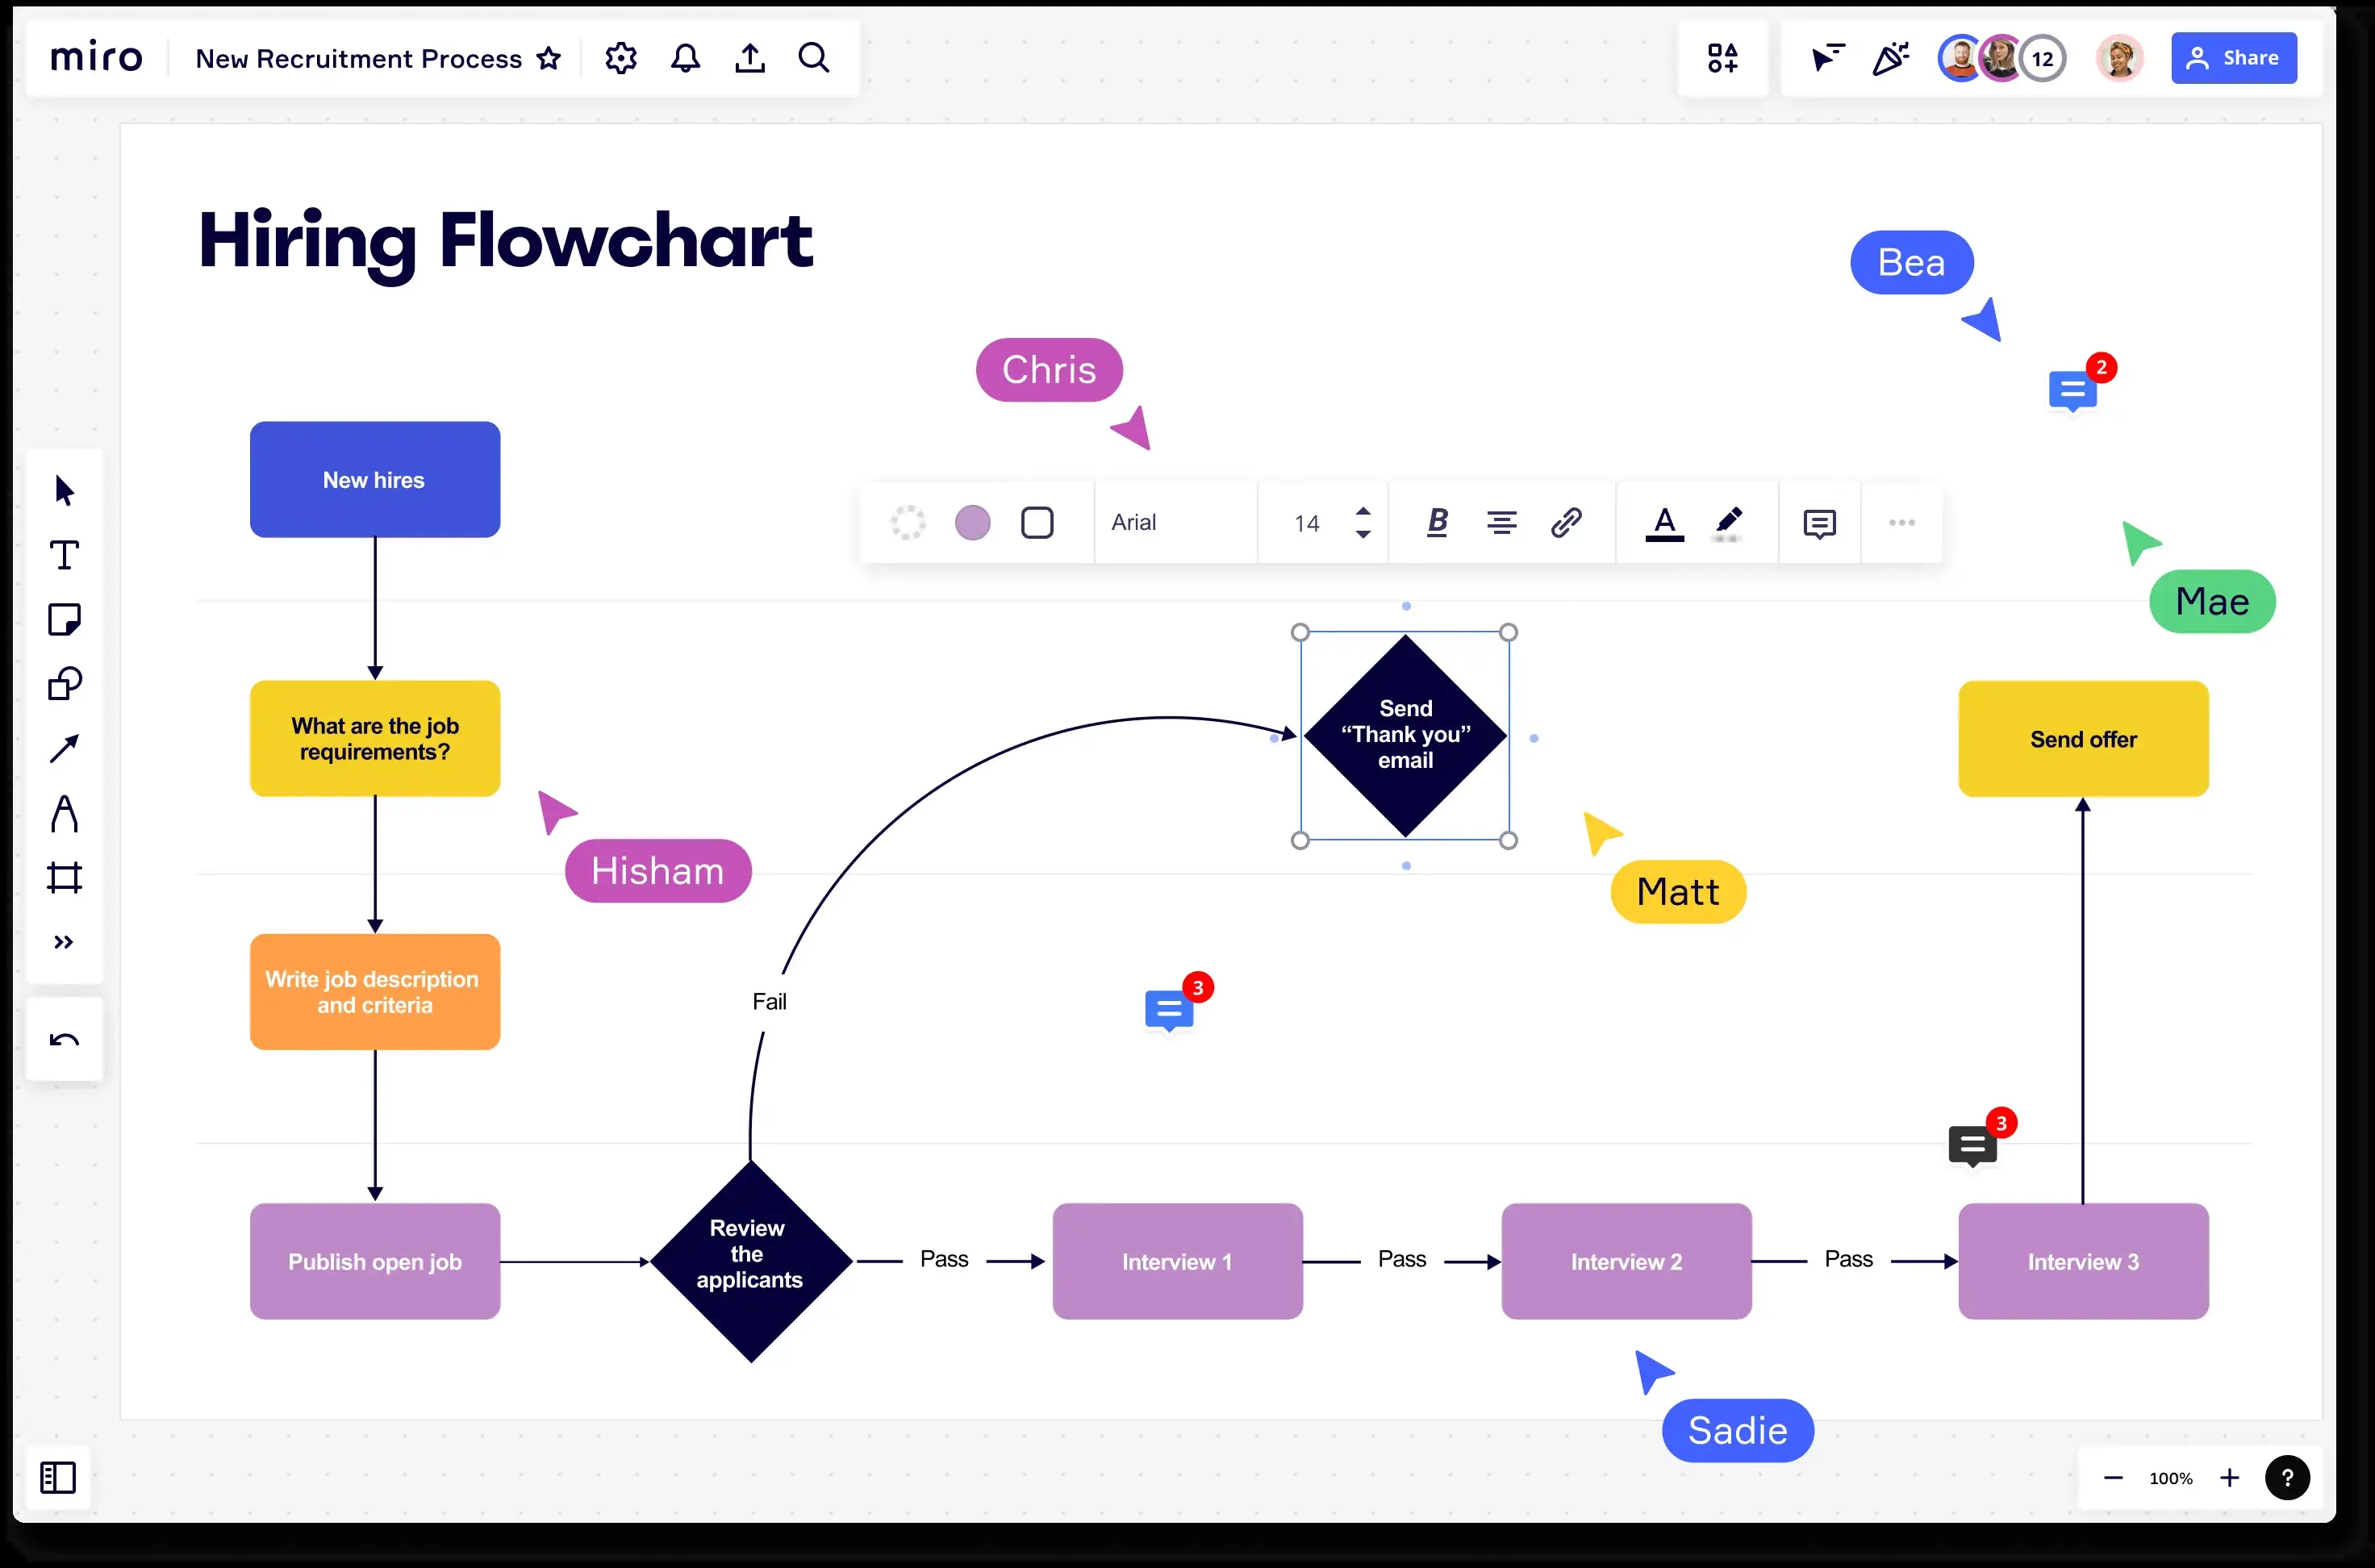 miro
New Recruitment Process
12
Share
Hiring Flowchart
Bea
Chris
2
New hires
Arial
14
B
A
Mae
What are the job
requirements?
Send
“Thank you”
email
Send offer
Hisham
Matt
Write job description
and criteria
Fail
3
3
Publish open job
Review
the
applicants
Pass
Interview 1
Pass
Interview 2
Pass
Interview 3
Sadie
100%
?